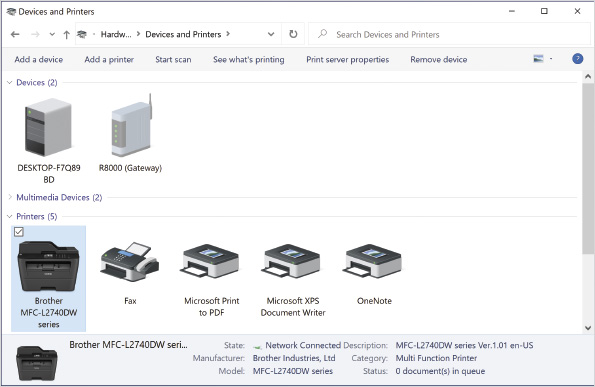 Devices and Printers
Hardw... › Devices and Printers ›
Search Devices and Printers
Add a device Add a printer Start scan See what's printing Print server properties Remove device
Devices (2)
DESKTOP-F7Q89
BD
R8000 (Gateway)
Multimedia Devices (2)
Printers (5)
Brother
MFC-L2740DW
series
Fax
Microsoft Print
to PDF
Microsoft XPS
Document Writer
OneNote
Brother MFC-L2740DW seri...
State: Network Connected Description: MFC-L2740DW series Ver.1.01 en-US
Manufacturer: Brother Industries, Ltd Category: Multi Function Printer
Model: MFC-L2740DW series Status: 0 document(s) in queue